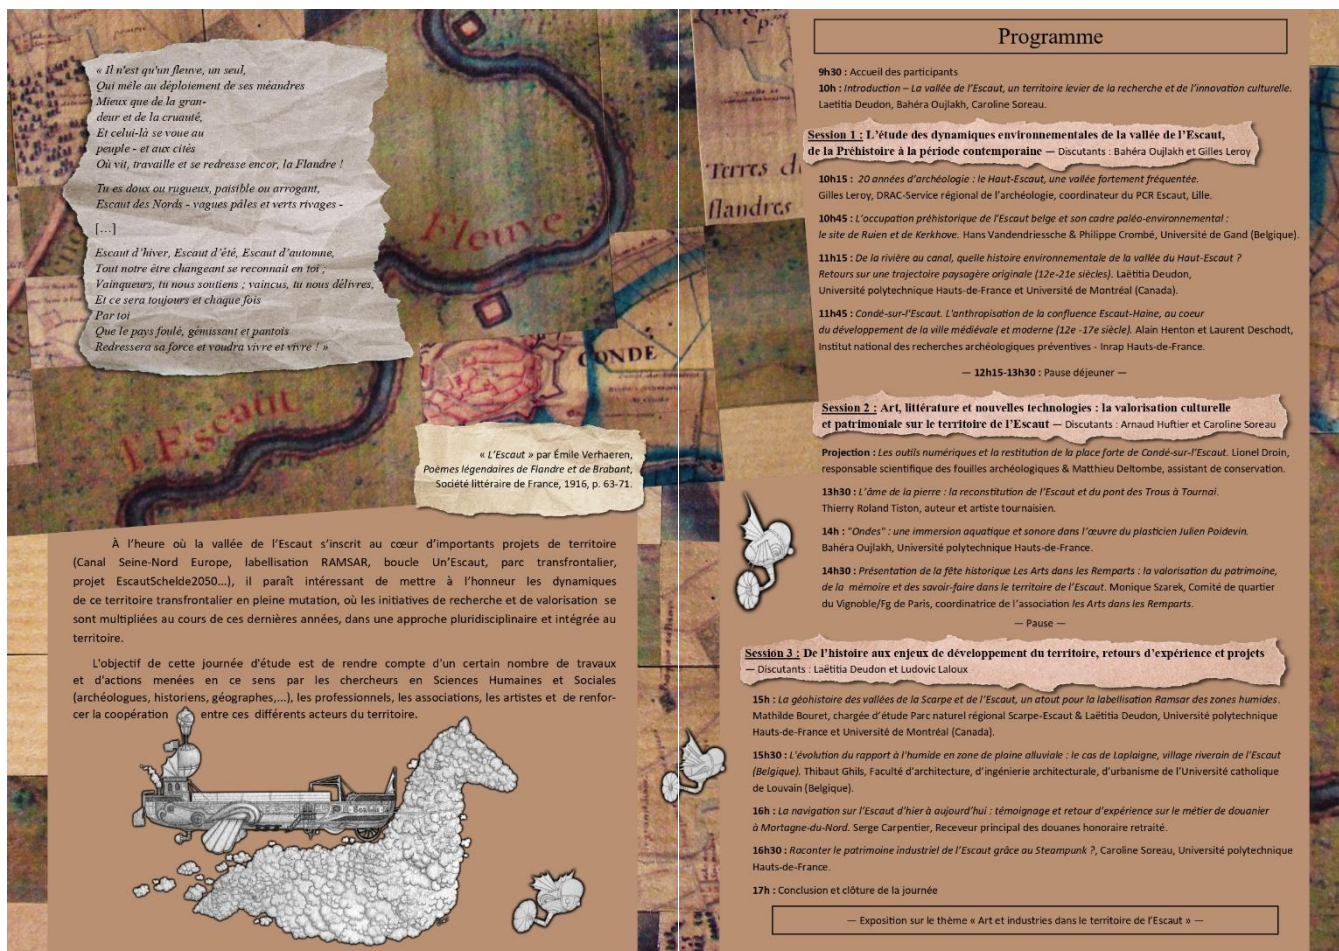 « Il n'est qu'un fleuve, un seul,
Qui mêle au déploiement de ses méandres
Mieux que de la gran-
deur et de la cruauté,
Et celui-là se voue au
peuple - et aux cités
Où vit, travaille et se redresse encor, la Flandre !
Tu es doux ou rugueux, paisible ou arrogant,
Escaut des Nords - vagues pâles et verts rivages -
[…]
Escaut d'hiver, Escaut d'été, Escaut d'automne,
Tout notre être changeant se reconnaît en toi ;
Vainqueurs, tu nous soutiens ; vaincus, tu nous délivres,
Et ce sera toujours et chaque fois
Par toi
Que le pays foulé, gémissant et pantois
Redressera sa force et voudra vivre et vivre ! »
Fleuve
CONDE
l'Escaut
« L'Escaut » par Émile Verhaeren,
Poèmes légendaires de Flandre et de Brabant,
Société littéraire de France, 1916, p. 63-71.
À l'heure où la vallée de l'Escaut s'inscrit au cœur d'importants projets de territoire
(Canal Seine-Nord Europe, labellisation RAMSAR, boucle Un'Escaut, parc transfrontalier,
projet EscautSchelde2050...), il paraît intéressant de mettre à l'honneur les dynamiques
de ce territoire transfrontalier en pleine mutation, où les initiatives de recherche et de valorisation se
sont multipliées au cours de ces dernières années, dans une approche pluridisciplinaire et intégrée au
territoire.
L'objectif de cette journée d'étude est de rendre compte d'un certain nombre de travaux
et d'actions menées en ce sens par les chercheurs en Sciences Humaines et Sociales
(archéologues, historiens, géographes,...), les professionnels, les associations, les artistes et de renfor-
cer la coopération entre ces différents acteurs du territoire.
Terres d
flandres
Programme
9h30 : Accueil des participants
10h : Introduction – La vallée de l'Escaut, un territoire levier de la recherche et de l'innovation culturelle.
Laetitia Deudon, Bahéra Oujlakh, Caroline Soreau.
Session 1 : L'étude des dynamiques environnementales de la vallée de l'Escaut,
de la Préhistoire à la période contemporaine — Discutants : Bahéra Oujlakh et Gilles Leroy
10h15 : 20 années d'archéologie : le Haut-Escaut, une vallée fortement fréquentée.
Gilles Leroy, DRAC-Service régional de l'archéologie, coordinateur du PCR Escaut, Lille.
10h45 : L'occupation préhistorique de l'Escaut belge et son cadre paléo-environnemental :
le site de Ruien et de Kerkhove. Hans Vandendriessche & Philippe Crombé, Université de Gand (Belgique).
11h15 : De la rivière au canal, quelle histoire environnementale de la vallée du Haut-Escaut ?
Retours sur une trajectoire paysagère originale (12e-21e siècles). Laëtitia Deudon,
Université polytechnique Hauts-de-France et Université de Montréal (Canada).
11h45 : Condé-sur-l'Escaut. L'anthropisation de la confluence Escaut-Haine, au coeur
du développement de la ville médiévale et moderne (12e -17e siècle). Alain Henton et Laurent Deschodt,
Institut national des recherches archéologiques préventives - Inrap Hauts-de-France.
— 12h15-13h30 : Pause déjeuner —
Session 2 : Art, littérature et nouvelles technologies : la valorisation culturelle
et patrimoniale sur le territoire de l'Escaut — Discutants : Arnaud Huftier et Caroline Soreau
Projection : Les outils numériques et la restitution de la place forte de Condé-sur-l'Escaut. Lionel Droin,
responsable scientifique des fouilles archéologiques & Matthieu Deltombe, assistant de conservation.
13h30 : L'âme de la pierre : la reconstitution de l'Escaut et du pont des Trous à Tournai.
Thierry Roland Tiston, auteur et artiste tournaisien.
14h : "Ondes" : une immersion aquatique et sonore dans l'œuvre du plasticien Julien Poidevin.
Bahéra Oujlakh, Université polytechnique Hauts-de-France.
14h30 : Présentation de la fête historique Les Arts dans les Remparts : la valorisation du patrimoine,
de la mémoire et des savoir-faire dans le territoire de l'Escaut. Monique Szarek, Comité de quartier
du Vignoble/Fg de Paris, coordinatrice de l'association les Arts dans les Remparts.
— Pause —
Session 3 : De l'histoire aux enjeux de développement du territoire, retours d'expérience et projets
— Discutants : Laëtitia Deudon et Ludovic Laloux
15h : La géohistoire des vallées de la Scarpe et de l'Escaut, un atout pour la labellisation Ramsar des zones humides.
Mathilde Bouret, chargée d'étude Parc naturel régional Scarpe-Escaut & Laëtitia Deudon, Université polytechnique
Hauts-de-France et Université de Montréal (Canada).
15h30 : L'évolution du rapport à l'humide en zone de plaine alluviale : le cas de Laplaigne, village riverain de l'Escaut
(Belgique). Thibaut Ghils, Faculté d'architecture, d'ingénierie architecturale, d'urbanisme de l'Université catholique
de Louvain (Belgique).
16h : La navigation sur l'Escaut d'hier à aujourd'hui : témoignage et retour d'expérience sur le métier de douanier
à Mortagne-du-Nord. Serge Carpentier, Receveur principal des douanes honoraire retraité.
16h30 : Raconter le patrimoine industriel de l'Escaut grâce au Steampunk ?, Caroline Soreau, Université polytechnique
Hauts-de-France.
17h : Conclusion et clôture de la journée
— Exposition sur le thème « Art et industries dans le territoire de l'Escaut » —